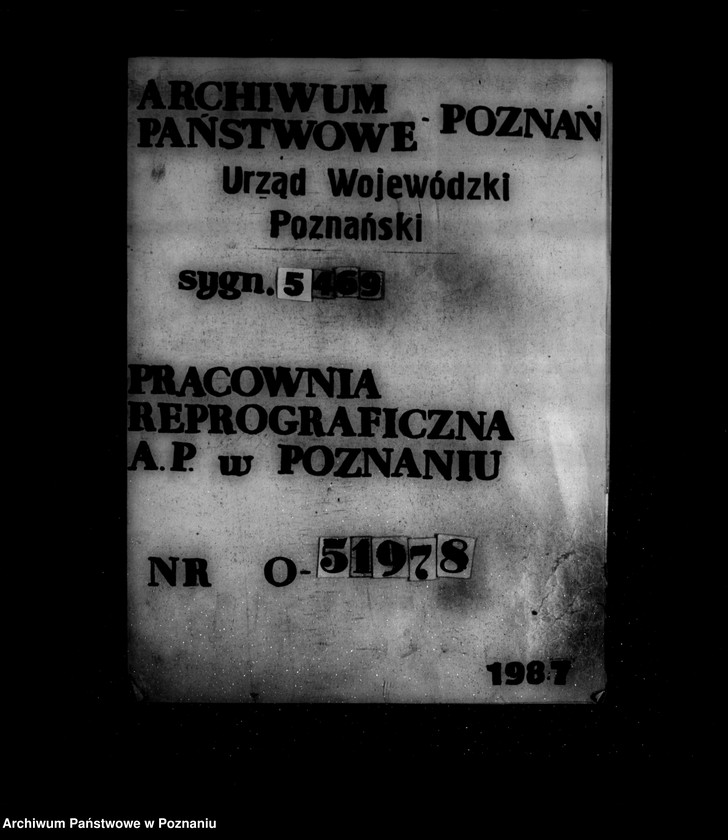 ARCHIWUM
PAŃSTWOWE - POZNAŃ
Urząd Wojewódzki
Poznański
sygn. 5469
PRACOWNIA
REPROGRAFICZNA
A.P. w POZNANIU
NR O-51978
1987
Archiwum Państwowe w Poznaniu